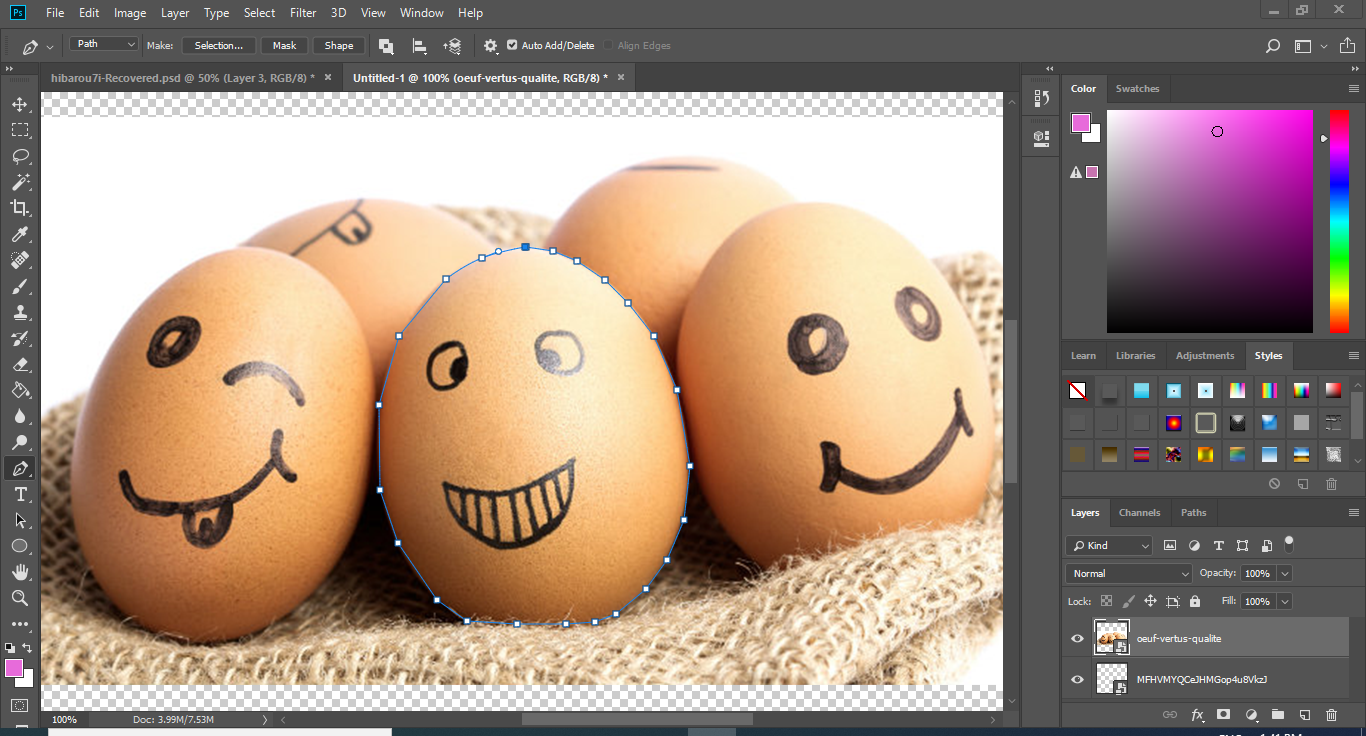 Ps File Edit Image Layer Type Select Filter 3D View Window Help
Path Make: Selection... Mask Shape Auto Add/Delete Align Edges
hibarou7i-Recovered.psd @ 50% (Layer 3, RGB/8) * × Untitled-1 @ 100% (oeuf-vertus-qualite, RGB/8) * ×
Color Swatches
Learn Libraries Adjustments Styles
Layers Channels Paths
Kind
Normal Opacity: 100%
Lock: Fill: 100%
oeuf-vertus-qualite
MFHVMYQCeJHMGop4u8VkzJ
fx
100% Doc: 3.99M/7.53M